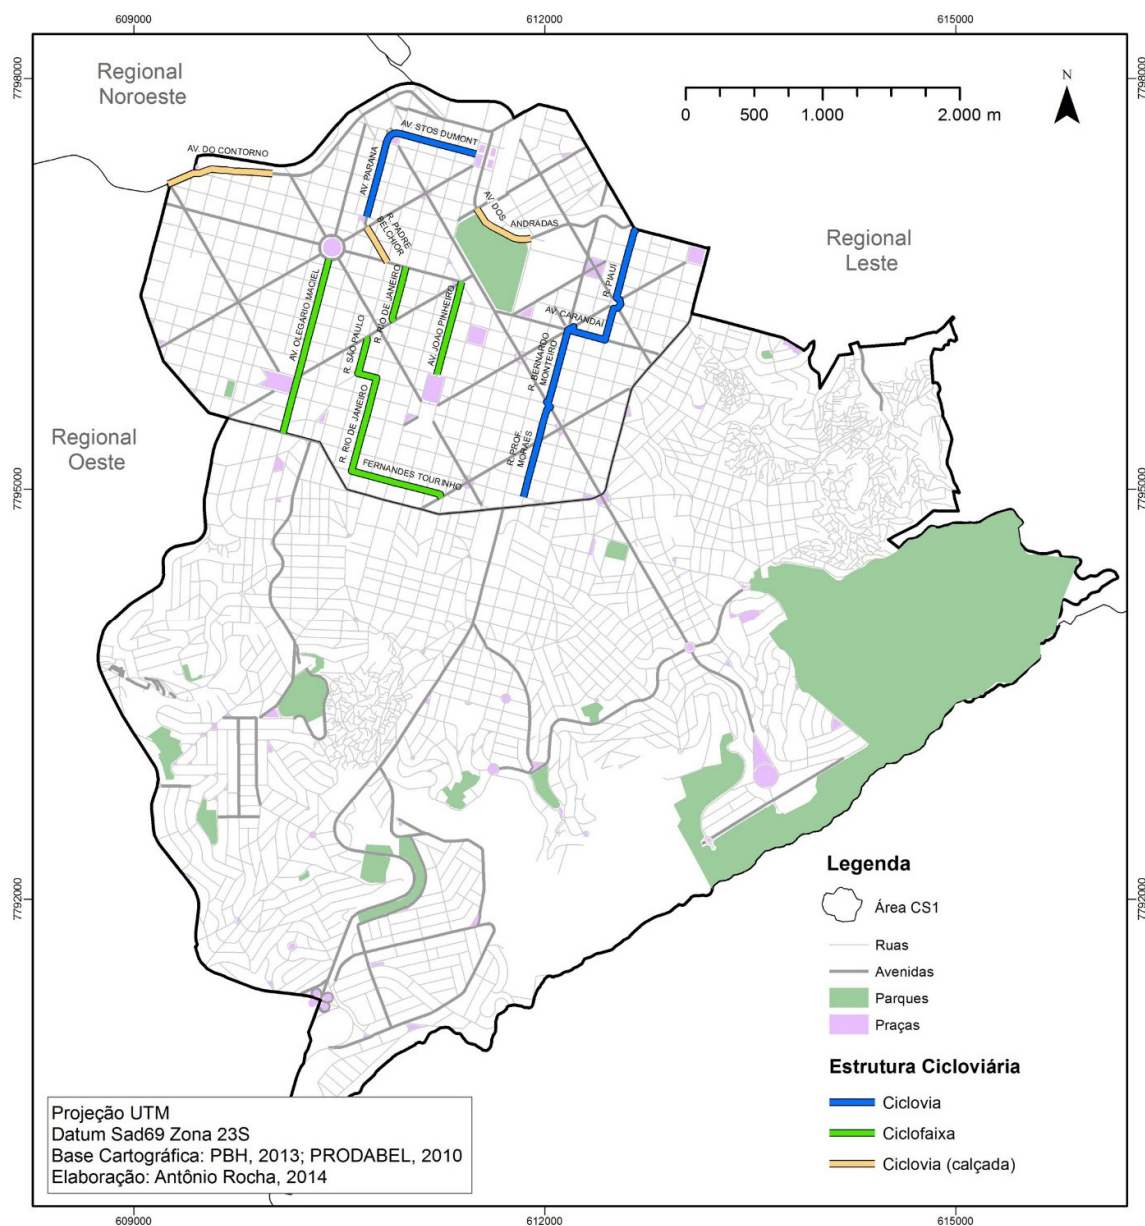 609000
612000
615000
7798000
7798000
Regional
Noroeste
N
0
500
1.000
2.000 m
AV. STOS DUMONT
AV. DO CONTORNO
AV. PARANA
R. PADRE
BELCHIOR
AV. DOS
ANDRADAS
Regional
Leste
R. PIAUÍ
AV. OLEGÁRIO MACIEL
R. RIO DE JANEIRO
AV. JOÃO PINHEIRO
AV. CARANDAÍ
R. SÃO PAULO
R. BERNARDO
MONTEIRO
R. RIO DE JANEIRO
R. PROF.
MORAES
Regional
Oeste
FERNANDES TOURINHO
7795000
7795000
7792000
7792000
Legenda
Área CS1
Ruas
Avenidas
Parques
Praças
Estrutura Cicloviária
Ciclovia
Ciclofaixa
Ciclovia (calçada)
Projeção UTM
Datum Sad69 Zona 23S
Base Cartográfica: PBH, 2013; PRODABEL, 2010
Elaboração: Antônio Rocha, 2014
609000
612000
615000